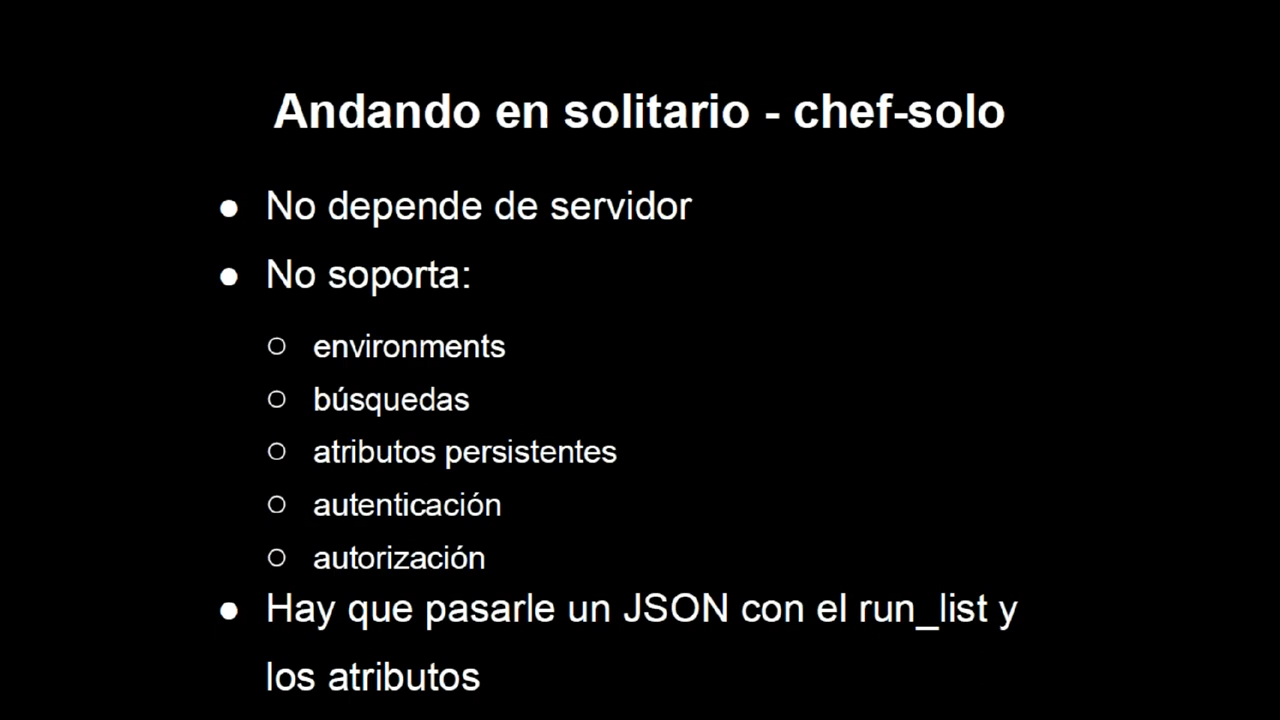 Andando en solitario - chef-solo
● No depende de servidor
● No soporta:
○ environments
○ búsquedas
○ atributos persistentes
○ autenticación
○ autorización
● Hay que pasarle un JSON con el run_list y
los atributos